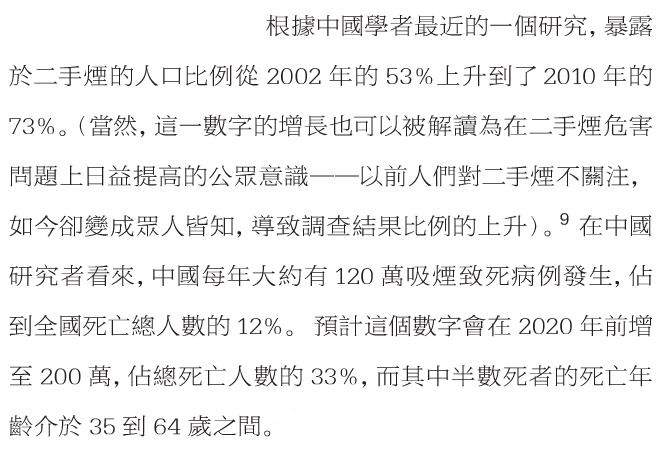 根據中國學者最近的一個研究，暴露
於二手煙的人口比例從 2002 年的 53%上升到了2010 年的
73%。（當然，這一數字的增長也可以被解讀為在二手煙危害
問題上日益提高的公眾意識——以前人們對二手煙不關注，
如今卻變成眾人皆知，導致調查結果比例的上升）。⁹ 在中國
研究者看來，中國每年大約有 120 萬吸煙致死病例發生，佔
到全國死亡總人數的 12%。 預計這個數字會在 2020 年前增
至 200 萬，佔總死亡人數的 33%，而其中半數死者的死亡年
齡介於 35 到 64 歲之間。